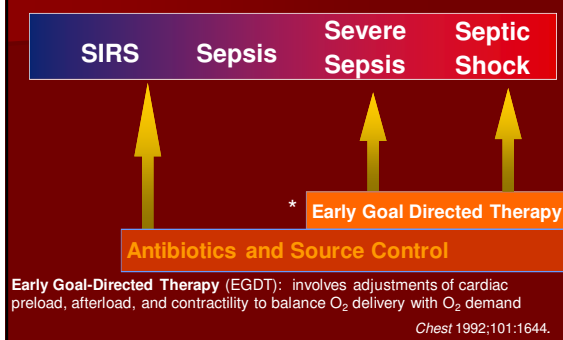 SIRS Sepsis Severe Sepsis Septic Shock
* Early Goal Directed Therapy
Antibiotics and Source Control
Early Goal-Directed Therapy (EGDT): involves adjustments of cardiac
preload, afterload, and contractility to balance O₂ delivery with O₂ demand
Chest 1992;101:1644.